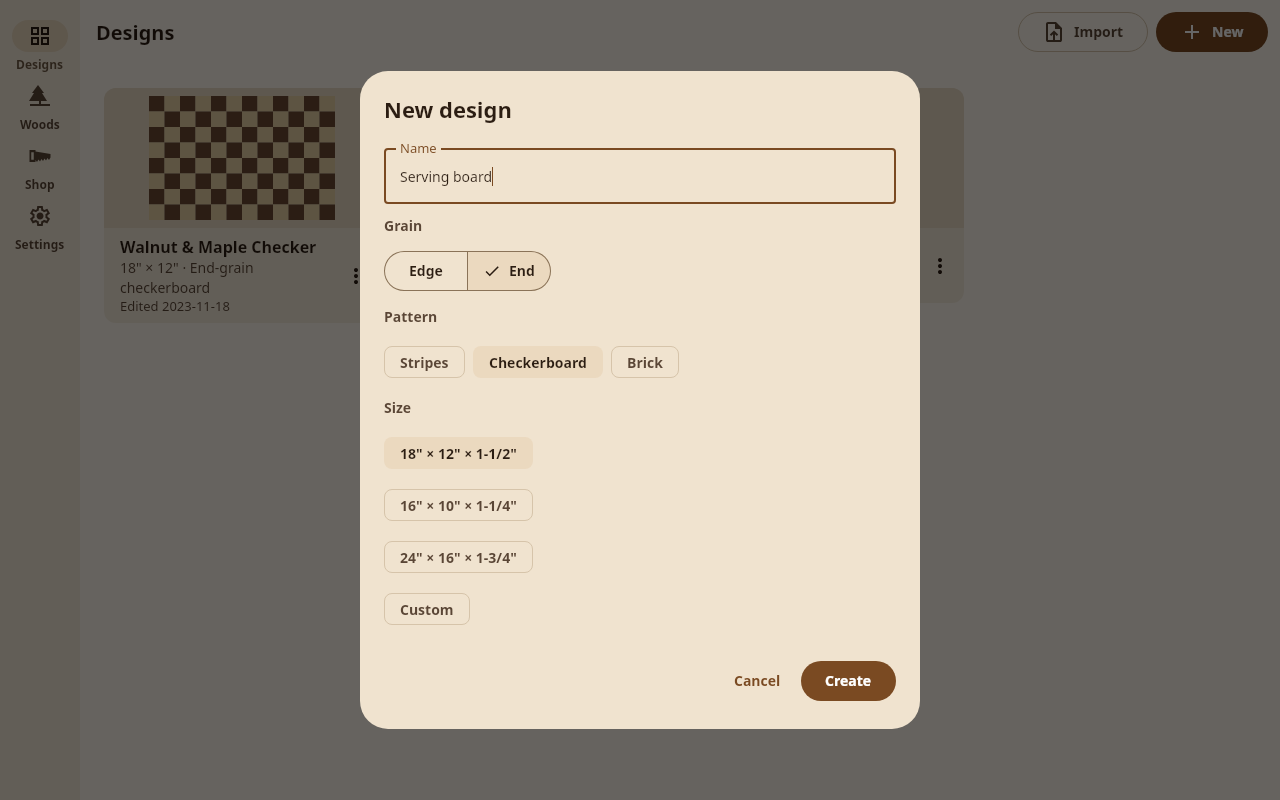 Designs
Import
New
Designs
Woods
Shop
Settings
Walnut & Maple Checker
18" × 12" · End-grain
checkerboard
Edited 2023-11-18
New design
Name
Serving board
Grain
Edge
End
Pattern
Stripes
Checkerboard
Brick
Size
18" × 12" × 1-1/2"
16" × 10" × 1-1/4"
24" × 16" × 1-3/4"
Custom
Cancel
Create